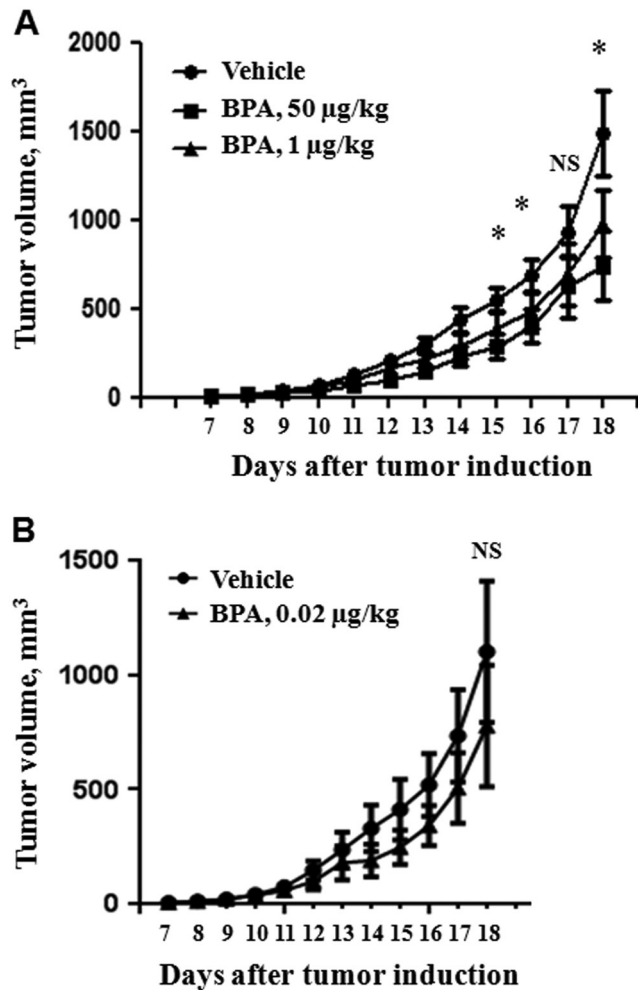 A
Tumor volume, mm³
2000
1500
1000
500
0
Vehicle
BPA, 50 μg/kg
BPA, 1 μg/kg
*
*
NS
*
7 8 9 10 11 12 13 14 15 16 17 18
Days after tumor induction
B
Tumor volume, mm³
1500
1000
500
0
Vehicle
BPA, 0.02 μg/kg
NS
7 8 9 10 11 12 13 14 15 16 17 18
Days after tumor induction